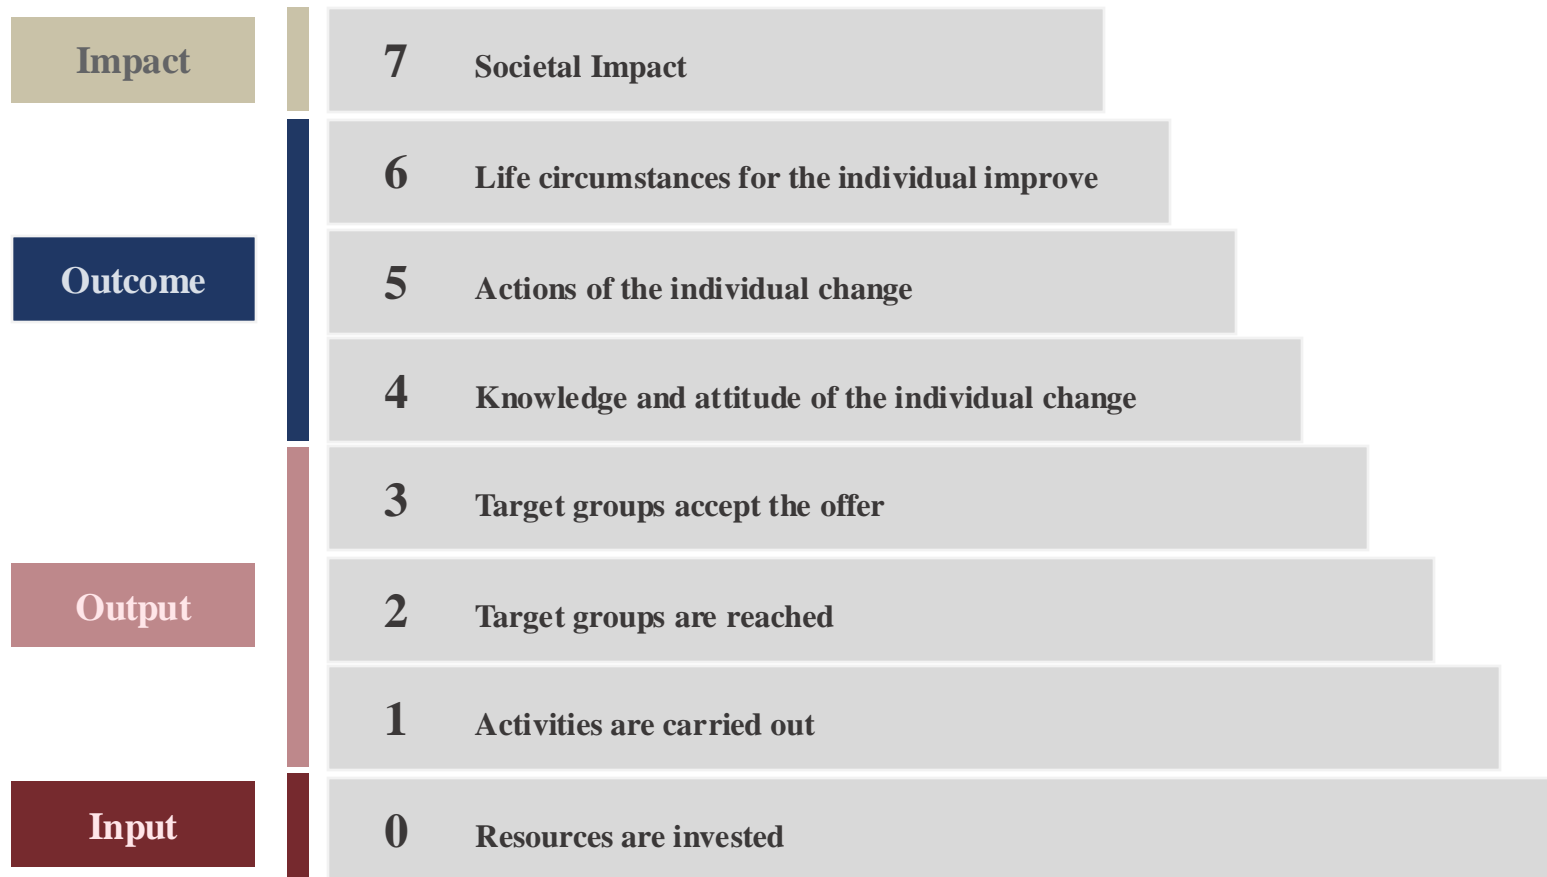 Impact
7 Societal Impact
6 Life circumstances for the individual improve
Outcome
5 Actions of the individual change
4 Knowledge and attitude of the individual change
3 Target groups accept the offer
Output
2 Target groups are reached
1 Activities are carried out
Input
0 Resources are invested